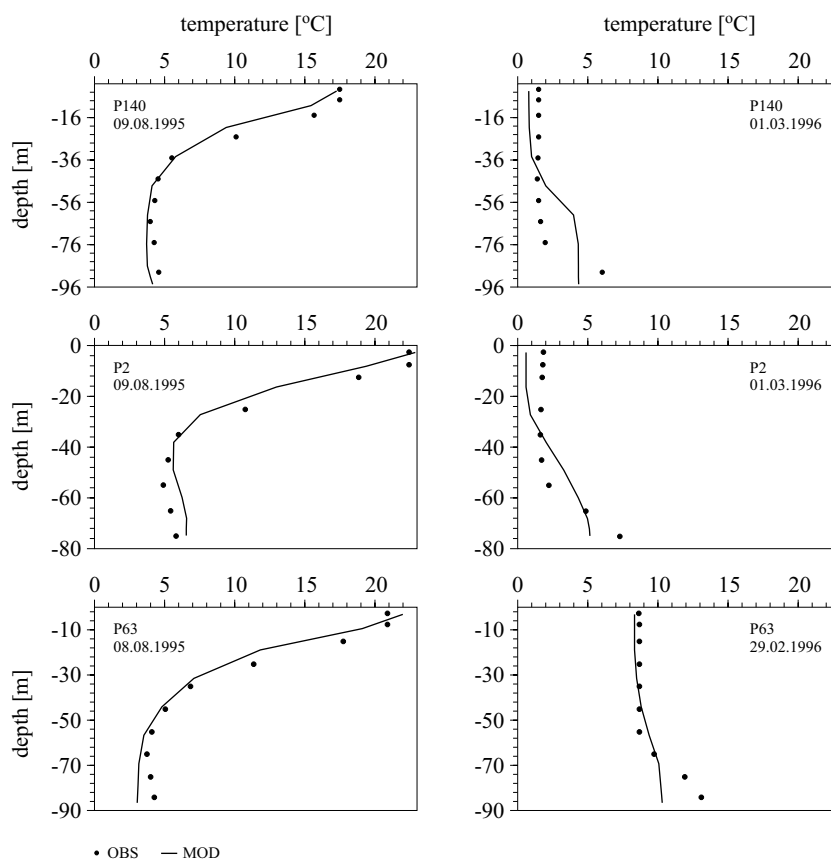 temperature [°C] temperature [°C]
0 5 10 15 20 0 5 10 15 20
depth [m]
-16 -36 -56 -76 -96
P140
09.08.1995
-16 -36 -56 -76 -96
P140
01.03.1996
0 5 10 15 20 0 5 10 15 20
depth [m]
0 -20 -40 -60 -80
P2
09.08.1995
0 -20 -40 -60 -80
P2
01.03.1996
0 5 10 15 20 0 5 10 15 20
depth [m]
-10 -30 -50 -70 -90
P63
08.08.1995
-10 -30 -50 -70 -90
P63
29.02.1996
OBS MOD